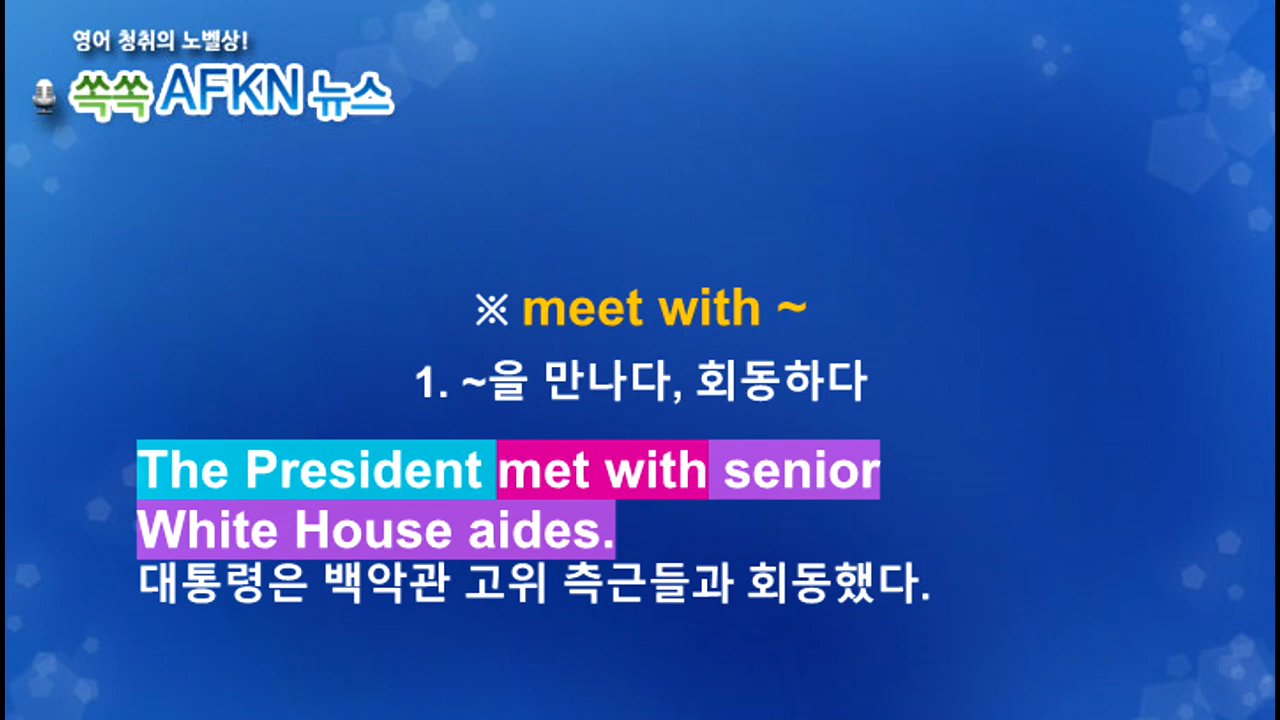 영어 청취의 노벨상!
쏙쏙 AFKN 뉴스
※ meet with ~
1. ~을 만나다, 회동하다
The President met with senior
White House aides.
대통령은 백악관 고위 측근들과 회동했다.